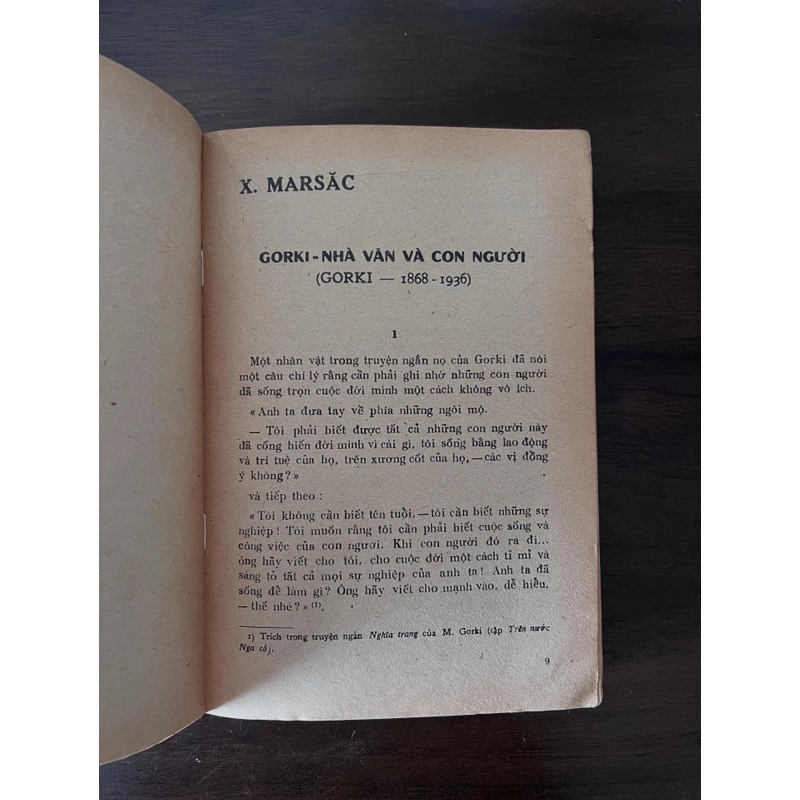 X. MARSĂC
GORKI - NHÀ VĂN VÀ CON NGƯỜI
(GORKI — 1868 - 1936)
1
Một nhân vật trong truyện ngắn nọ của Gorki đã nói
một câu chí lý rằng cần phải ghi nhớ những con người
đã sống trọn cuộc đời mình một cách không vô ích.
« Anh ta đưa tay về phía những ngôi mộ.
— Tôi phải biết được tất cả những con người này
đã cống hiến đời mình vì cái gì, tôi sống bằng lao động
và trí tuệ của họ, trên xương cốt của họ, — các vị đồng
ý không ? »
và tiếp theo :
« Tôi không cần biết tên tuổi, — tôi cần biết những sự
nghiệp ! Tôi muốn rằng tôi cần phải biết cuộc sống và
công việc của con người. Khi con người đó ra đi...
ông hãy viết cho tôi, cho cuộc đời một cách tỉ mỉ và
sáng tỏ tất cả mọi sự nghiệp của anh ta ! Anh ta đã
sống để làm gì ? Ông hãy viết cho mạnh vào, dễ hiểu,
— thế nhé ? » (1).
1) Trích trong truyện ngắn Nghĩa trang của M. Gorki (tập Trên nước
Nga cổ).
9